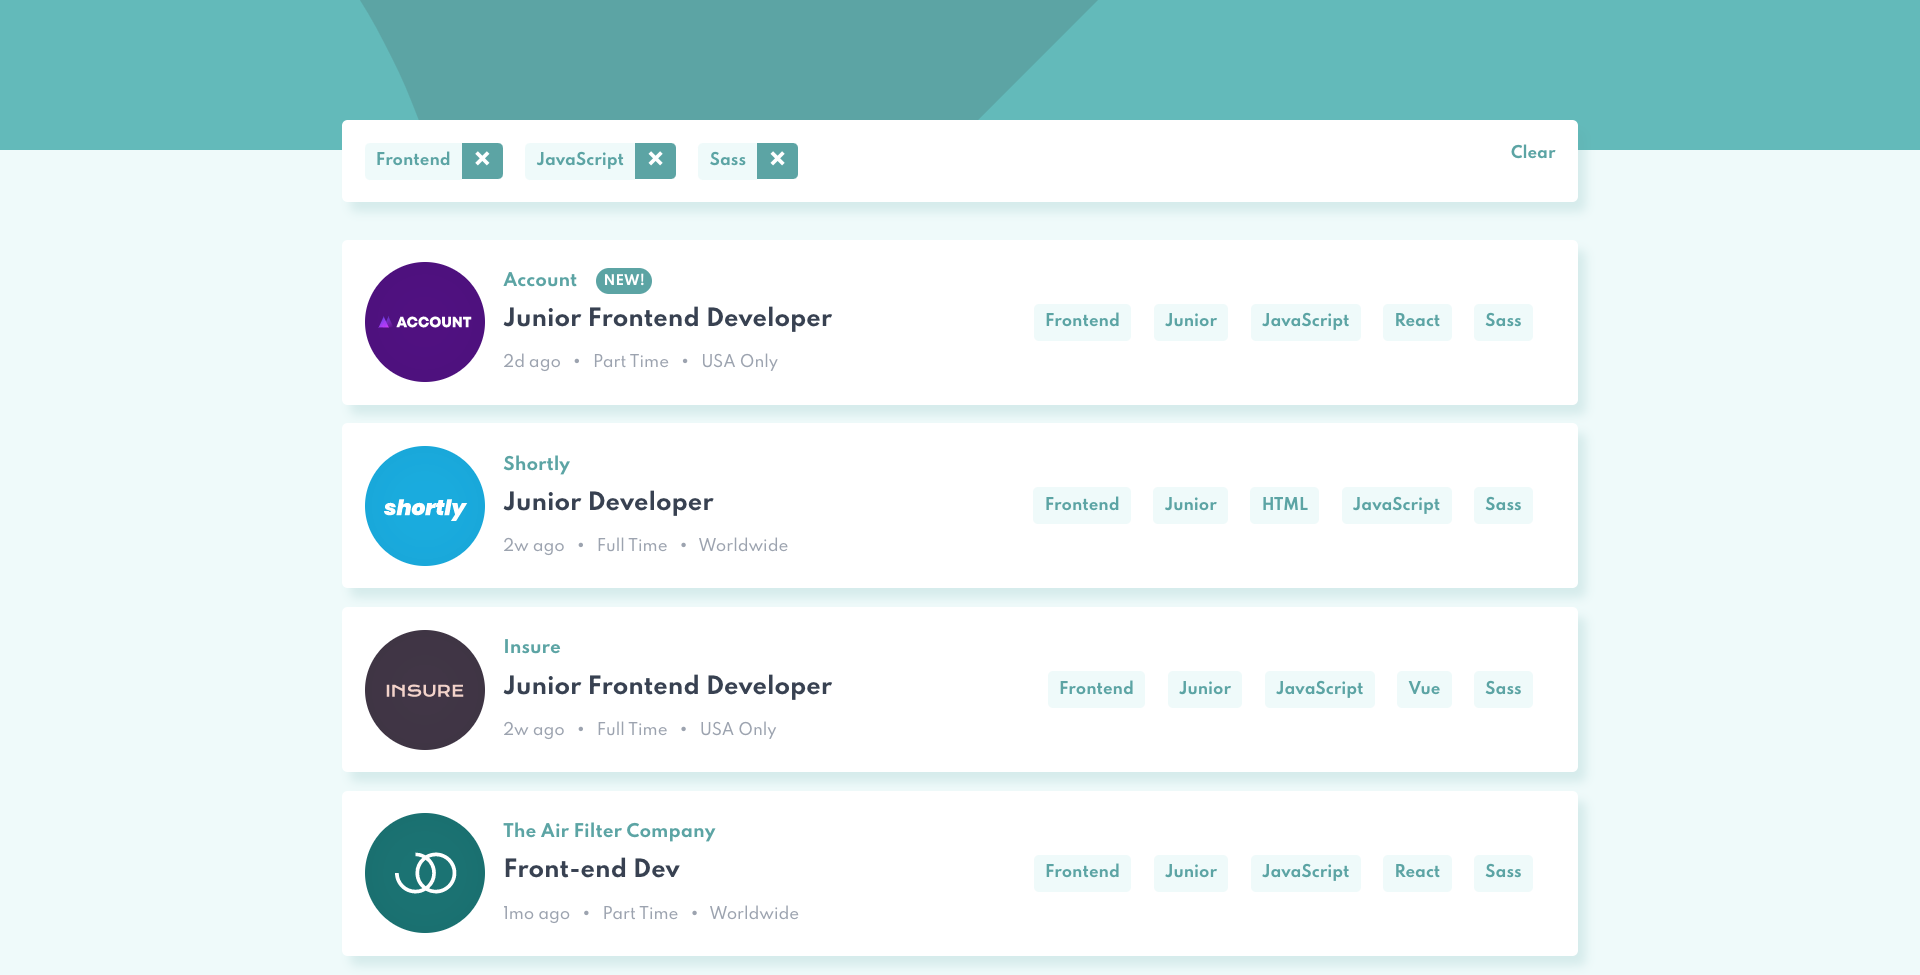 Frontend × JavaScript × Sass × Clear
Account NEW!
ACCOUNT
Junior Frontend Developer
2d ago • Part Time • USA Only
Frontend Junior JavaScript React Sass
Shortly
shortly
Junior Developer
2w ago • Full Time • Worldwide
Frontend Junior HTML JavaScript Sass
Insure
INSURE
Junior Frontend Developer
2w ago • Full Time • USA Only
Frontend Junior JavaScript Vue Sass
The Air Filter Company
Front-end Dev
1mo ago • Part Time • Worldwide
Frontend Junior JavaScript React Sass